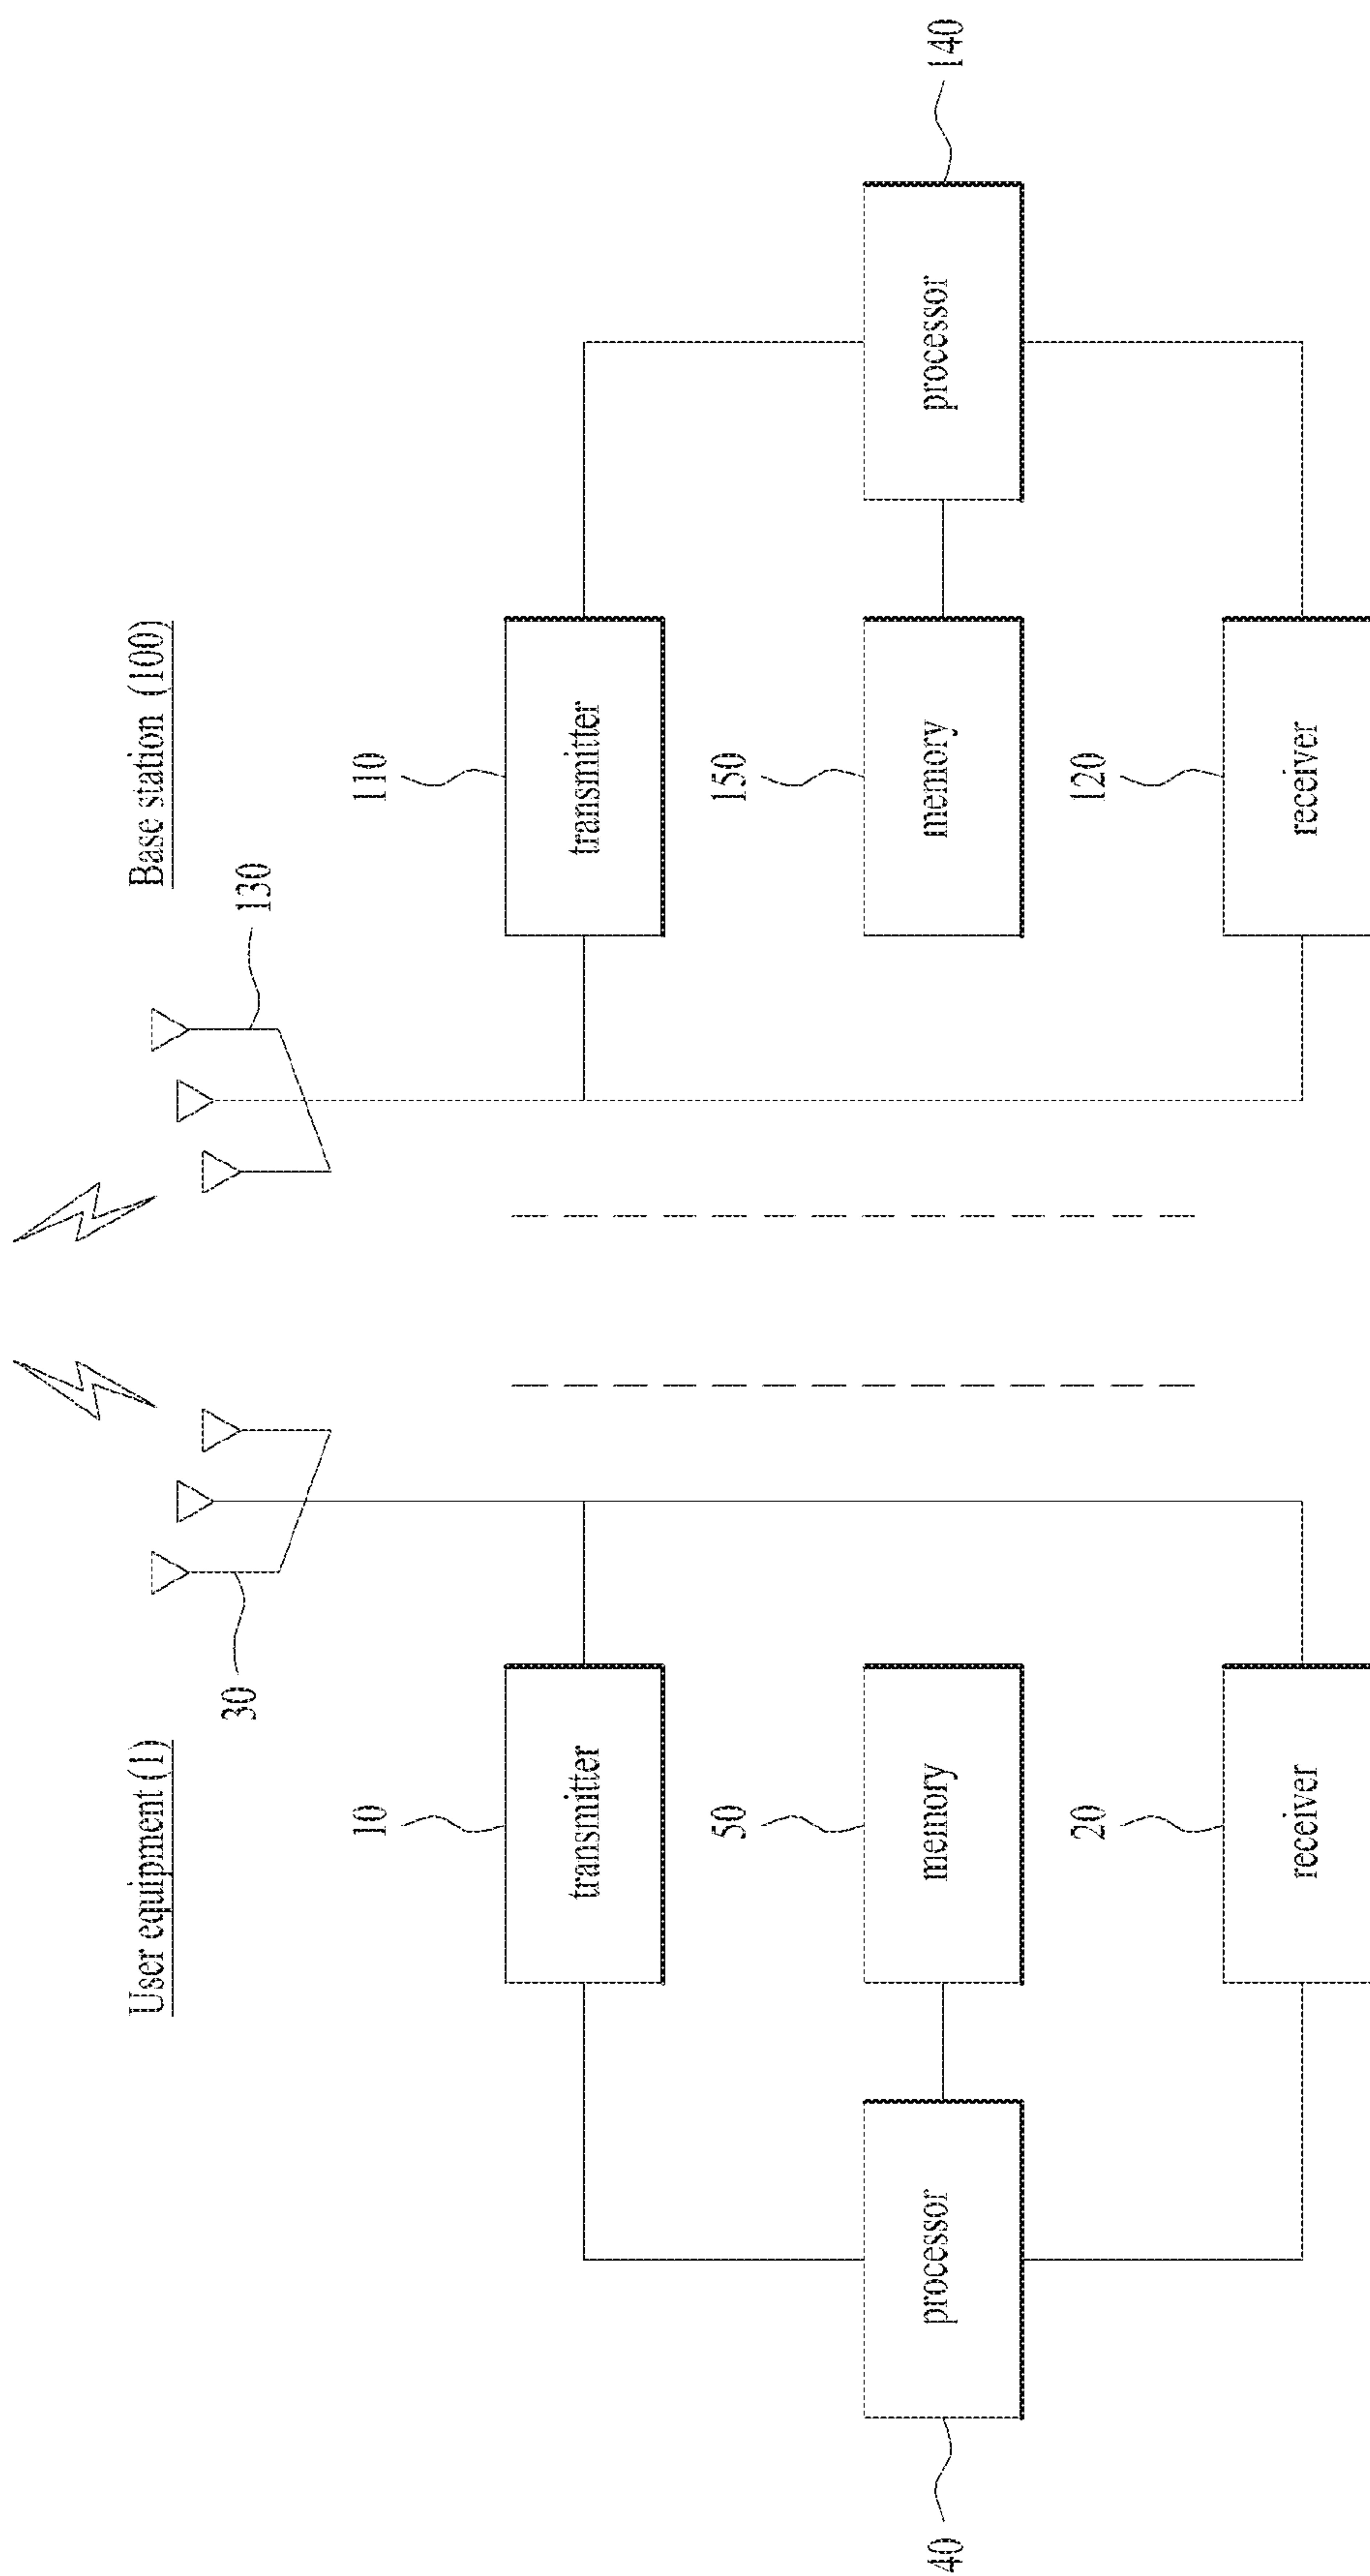 User equipment (1)
Base station (100)
30
130
10
transmitter
110
transmitter
40
processor
50
memory
150
memory
140
processor
20
receiver
120
receiver